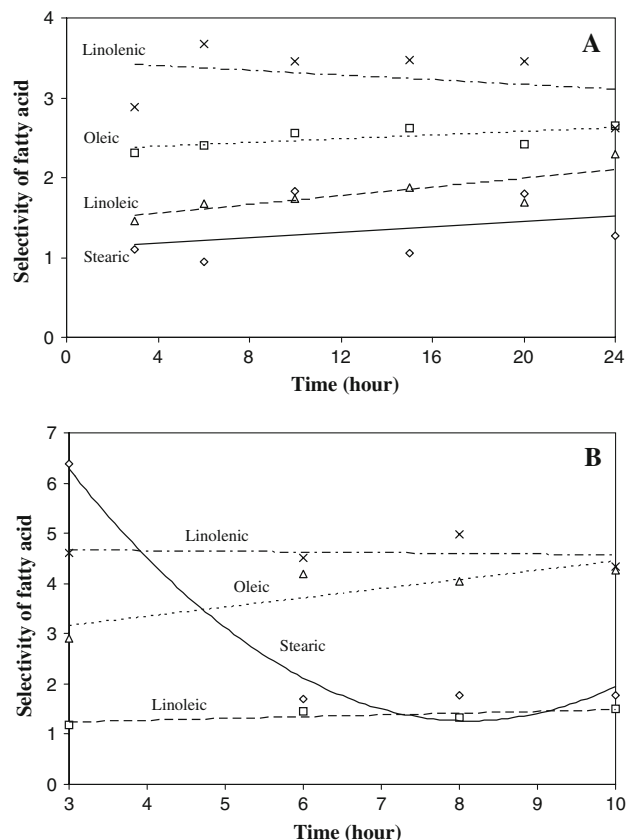 A
Selectivity of fatty acid
4
3
2
1
0
Linolenic
Oleic
Linoleic
Stearic
0 4 8 12 16 20 24
Time (hour)
B
Selectivity of fatty acid
7
6
5
4
3
2
1
0
Linolenic
Oleic
Stearic
Linoleic
3 4 5 6 7 8 9 10
Time (hour)